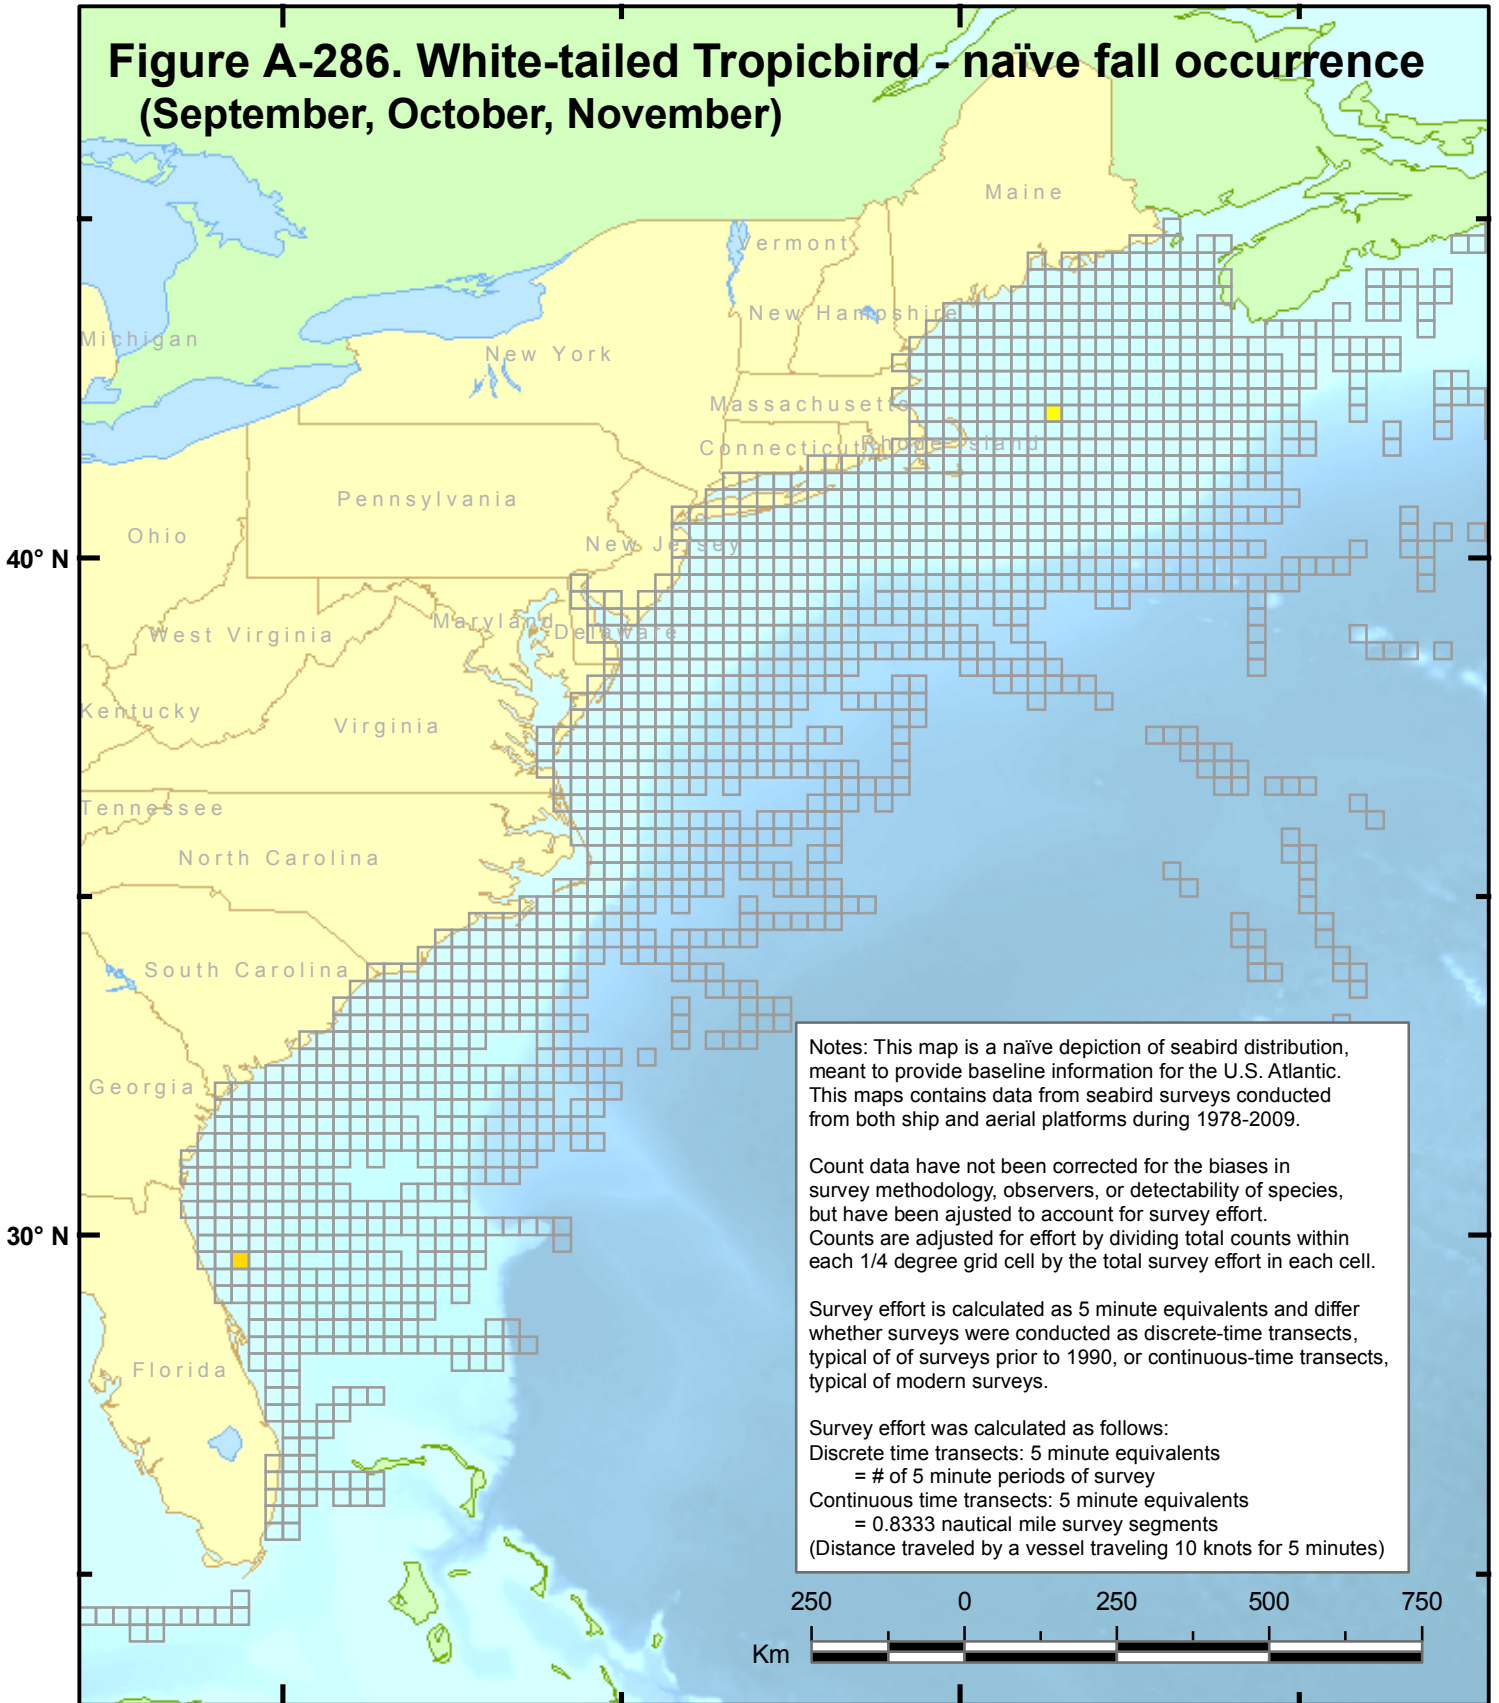 Figure A-286. White-tailed Tropicbird - naïve fall occurrence
(September, October, November)
Maine
Vermont
New Hampshire
Michigan
New York
Massachusetts
Connecticut
Rhode Island
Pennsylvania
Ohio
New Jersey
40° N
West Virginia
Maryland
Delaware
Kentucky
Virginia
Tennessee
North Carolina
South Carolina
Georgia
30° N
Florida
Notes: This map is a naïve depiction of seabird distribution,
meant to provide baseline information for the U.S. Atlantic.
This maps contains data from seabird surveys conducted
from both ship and aerial platforms during 1978-2009.
Count data have not been corrected for the biases in
survey methodology, observers, or detectability of species,
but have been ajusted to account for survey effort.
Counts are adjusted for effort by dividing total counts within
each 1/4 degree grid cell by the total survey effort in each cell.
Survey effort is calculated as 5 minute equivalents and differ
whether surveys were conducted as discrete-time transects,
typical of of surveys prior to 1990, or continuous-time transects,
typical of modern surveys.
Survey effort was calculated as follows:
Discrete time transects: 5 minute equivalents
= # of 5 minute periods of survey
Continuous time transects: 5 minute equivalents
= 0.8333 nautical mile survey segments
(Distance traveled by a vessel traveling 10 knots for 5 minutes)
250 0 250 500 750
Km